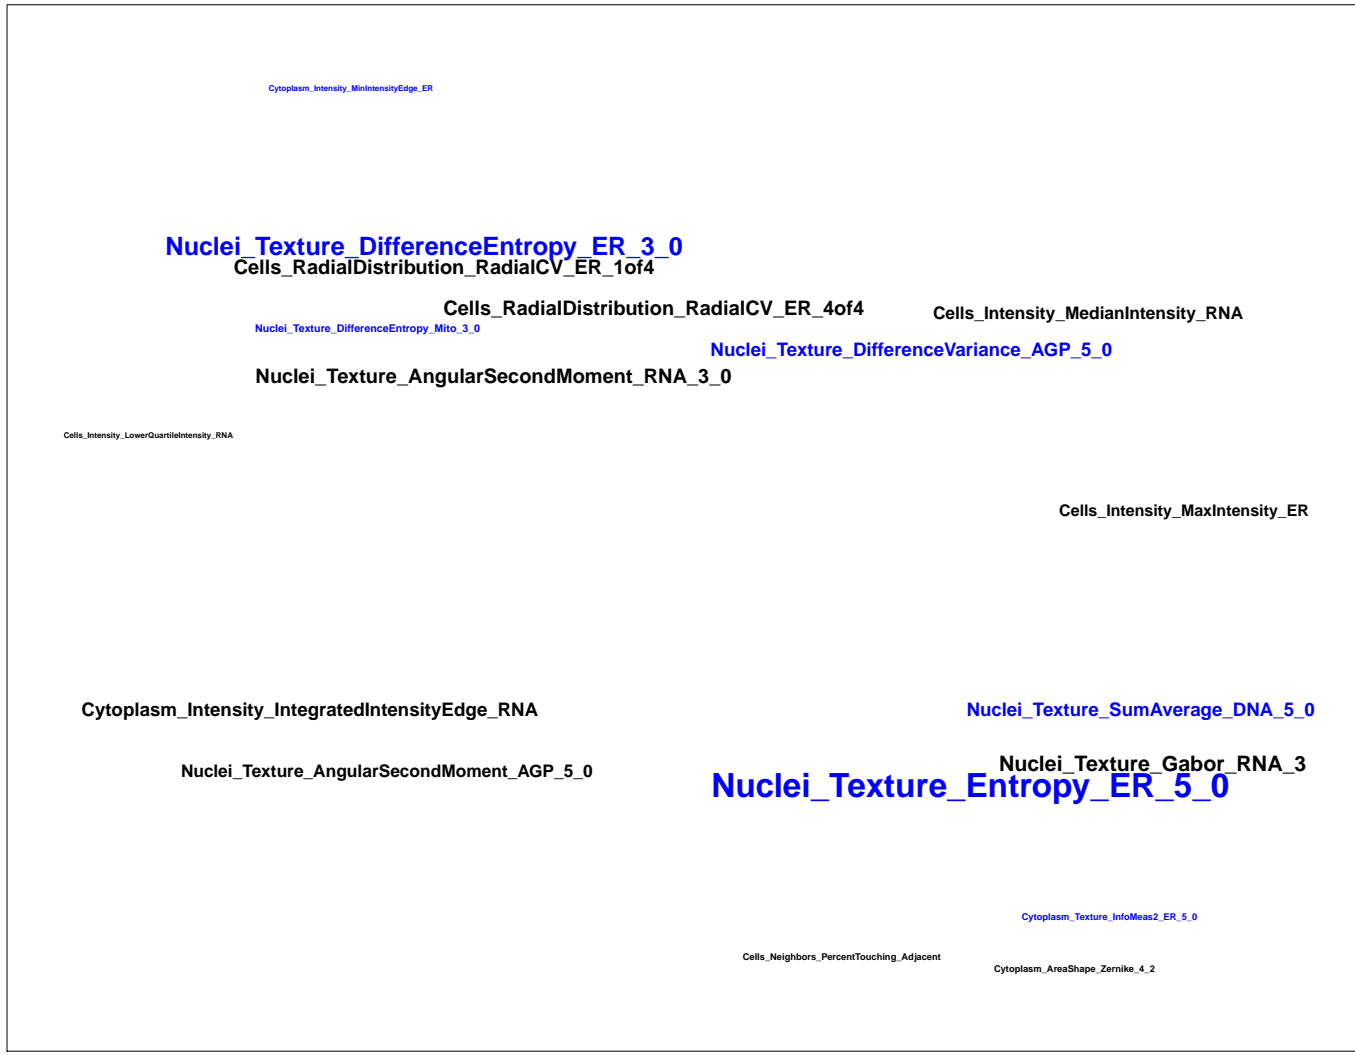 Cytoplasm_Intensity_MinIntensityEdge_ER
Nuclei_Texture_DifferenceEntropy_ER_3_0
Cells_RadialDistribution_RadialCV_ER_1of4
Cells_RadialDistribution_RadialCV_ER_4of4
Cells_Intensity_MedianIntensity_RNA
Nuclei_Texture_DifferenceEntropy_Mito_3_0
Nuclei_Texture_DifferenceVariance_AGP_5_0
Nuclei_Texture_AngularSecondMoment_RNA_3_0
Cells_Intensity_LowerQuartileIntensity_RNA
Cells_Intensity_MaxIntensity_ER
Cytoplasm_Intensity_IntegratedIntensityEdge_RNA
Nuclei_Texture_SumAverage_DNA_5_0
Nuclei_Texture_Gabor_RNA_3
Nuclei_Texture_AngularSecondMoment_AGP_5_0
Nuclei_Texture_Entropy_ER_5_0
Cytoplasm_Texture_InfoMeas2_ER_5_0
Cells_Neighbors_PercentTouching_Adjacent
Cytoplasm_AreaShape_Zernike_4_2